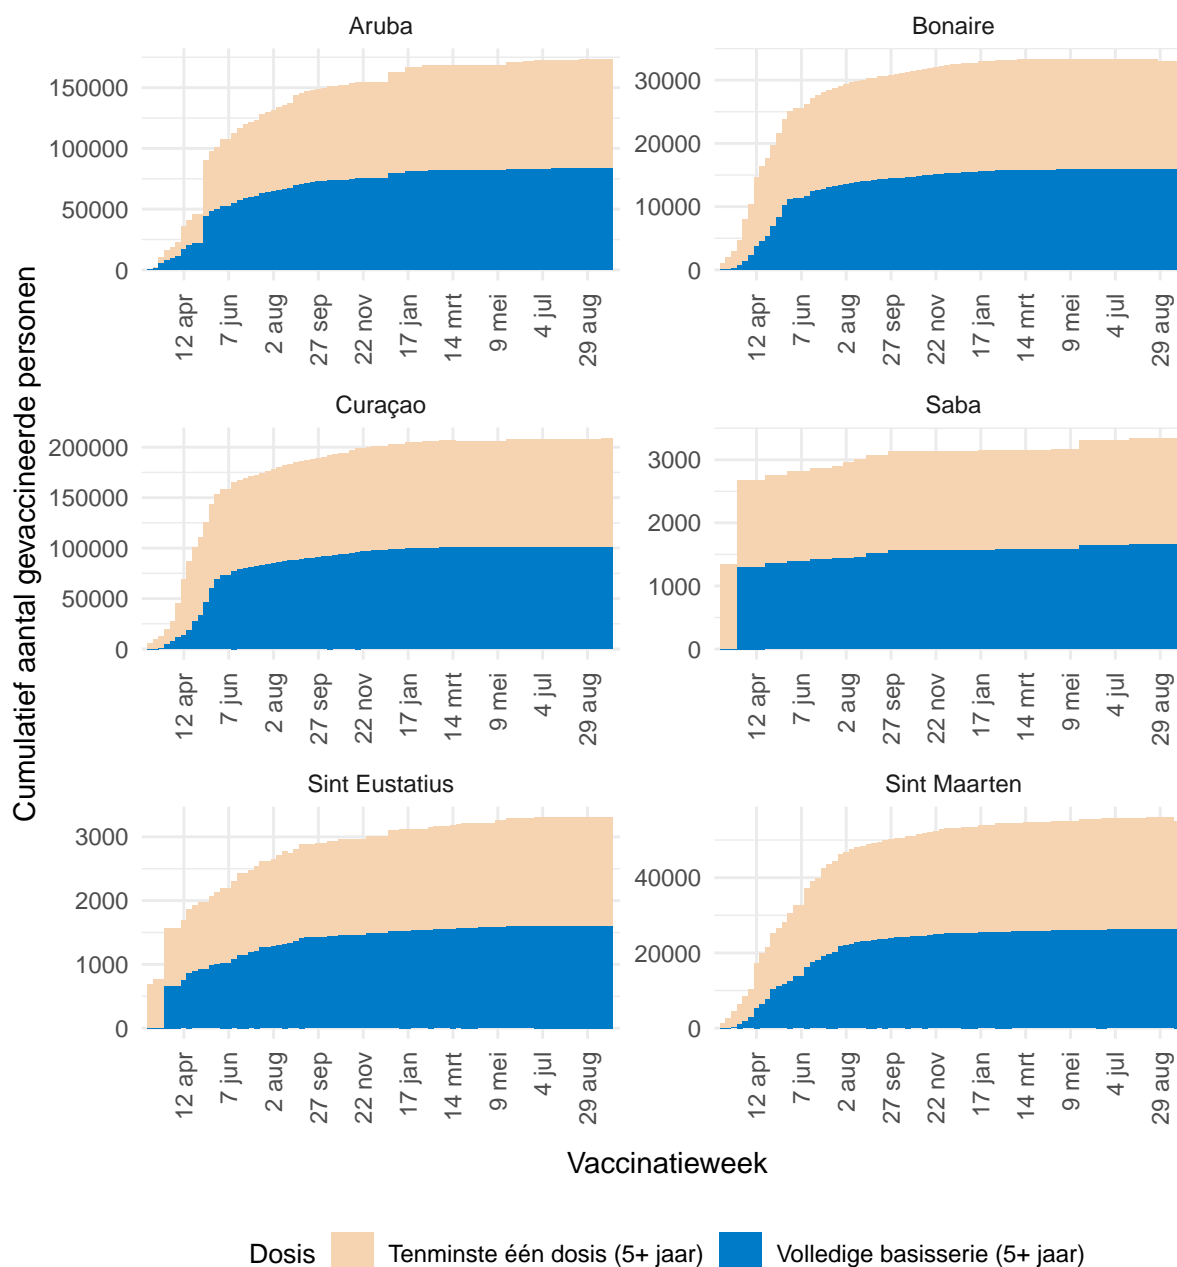 Aruba
Bonaire
150000
100000
50000
0
12 apr
7 jun
2 aug
27 sep
22 nov
17 jan
14 mrt
9 mei
4 jul
29 aug
30000
20000
10000
0
12 apr
7 jun
2 aug
27 sep
22 nov
17 jan
14 mrt
9 mei
4 jul
29 aug
Cumulatief aantal gevaccineerde personen
Curaçao
Saba
200000
150000
100000
50000
0
12 apr
7 jun
2 aug
27 sep
22 nov
17 jan
14 mrt
9 mei
4 jul
29 aug
3000
2000
1000
0
12 apr
7 jun
2 aug
27 sep
22 nov
17 jan
14 mrt
9 mei
4 jul
29 aug
Sint Eustatius
Sint Maarten
3000
2000
1000
0
12 apr
7 jun
2 aug
27 sep
22 nov
17 jan
14 mrt
9 mei
4 jul
29 aug
40000
20000
0
12 apr
7 jun
2 aug
27 sep
22 nov
17 jan
14 mrt
9 mei
4 jul
29 aug
Vaccinatieweek
Dosis Tenminste één dosis (5+ jaar) Volledige basisserie (5+ jaar)